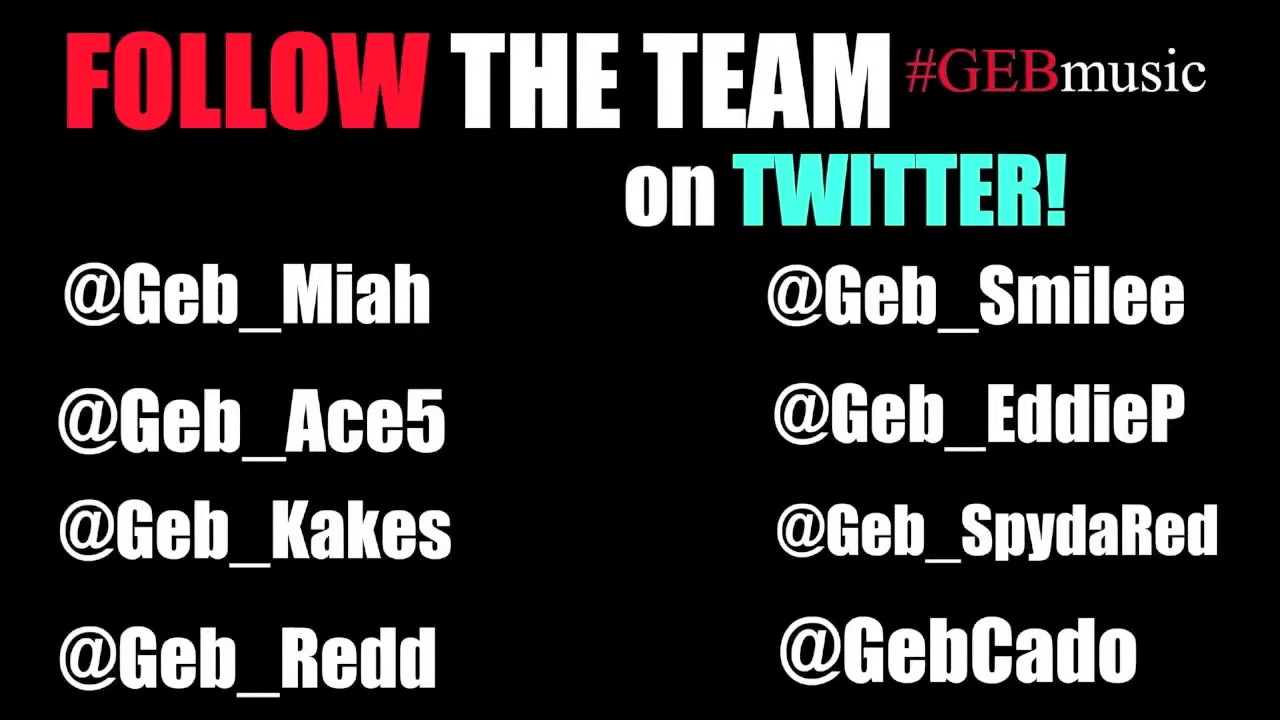 FOLLOW THE TEAM #GEBmusic
on TWITTER!
@Geb_Miah
@Geb_Smilee
@Geb_Ace5
@Geb_EddieP
@Geb_Kakes
@Geb_SpydaRed
@Geb_Redd
@GebCado